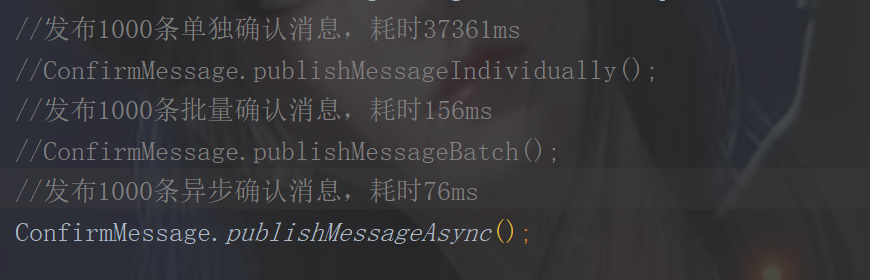 //发布1000条单独确认消息，耗时37361ms
//ConfirmMessage.publishMessageIndividually();
//发布1000条批量确认消息，耗时156ms
//ConfirmMessage.publishMessageBatch();
//发布1000条异步确认消息，耗时76ms
ConfirmMessage.publishMessageAsync();